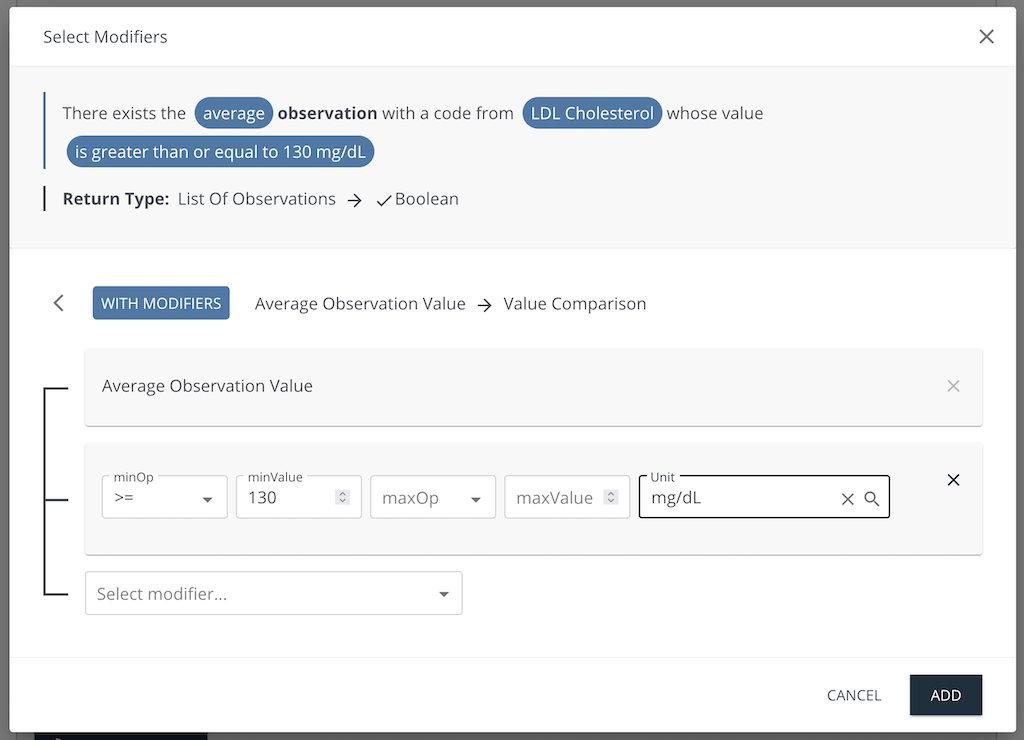 Select Modifiers
There exists the average observation with a code from LDL Cholesterol whose value
is greater than or equal to 130 mg/dL
Return Type: List Of Observations → ✓Boolean
WITH MODIFIERS Average Observation Value → Value Comparison
Average Observation Value
minOp minValue Unit
>= 130 maxOp maxValue mg/dL
Select modifier...
CANCEL ADD